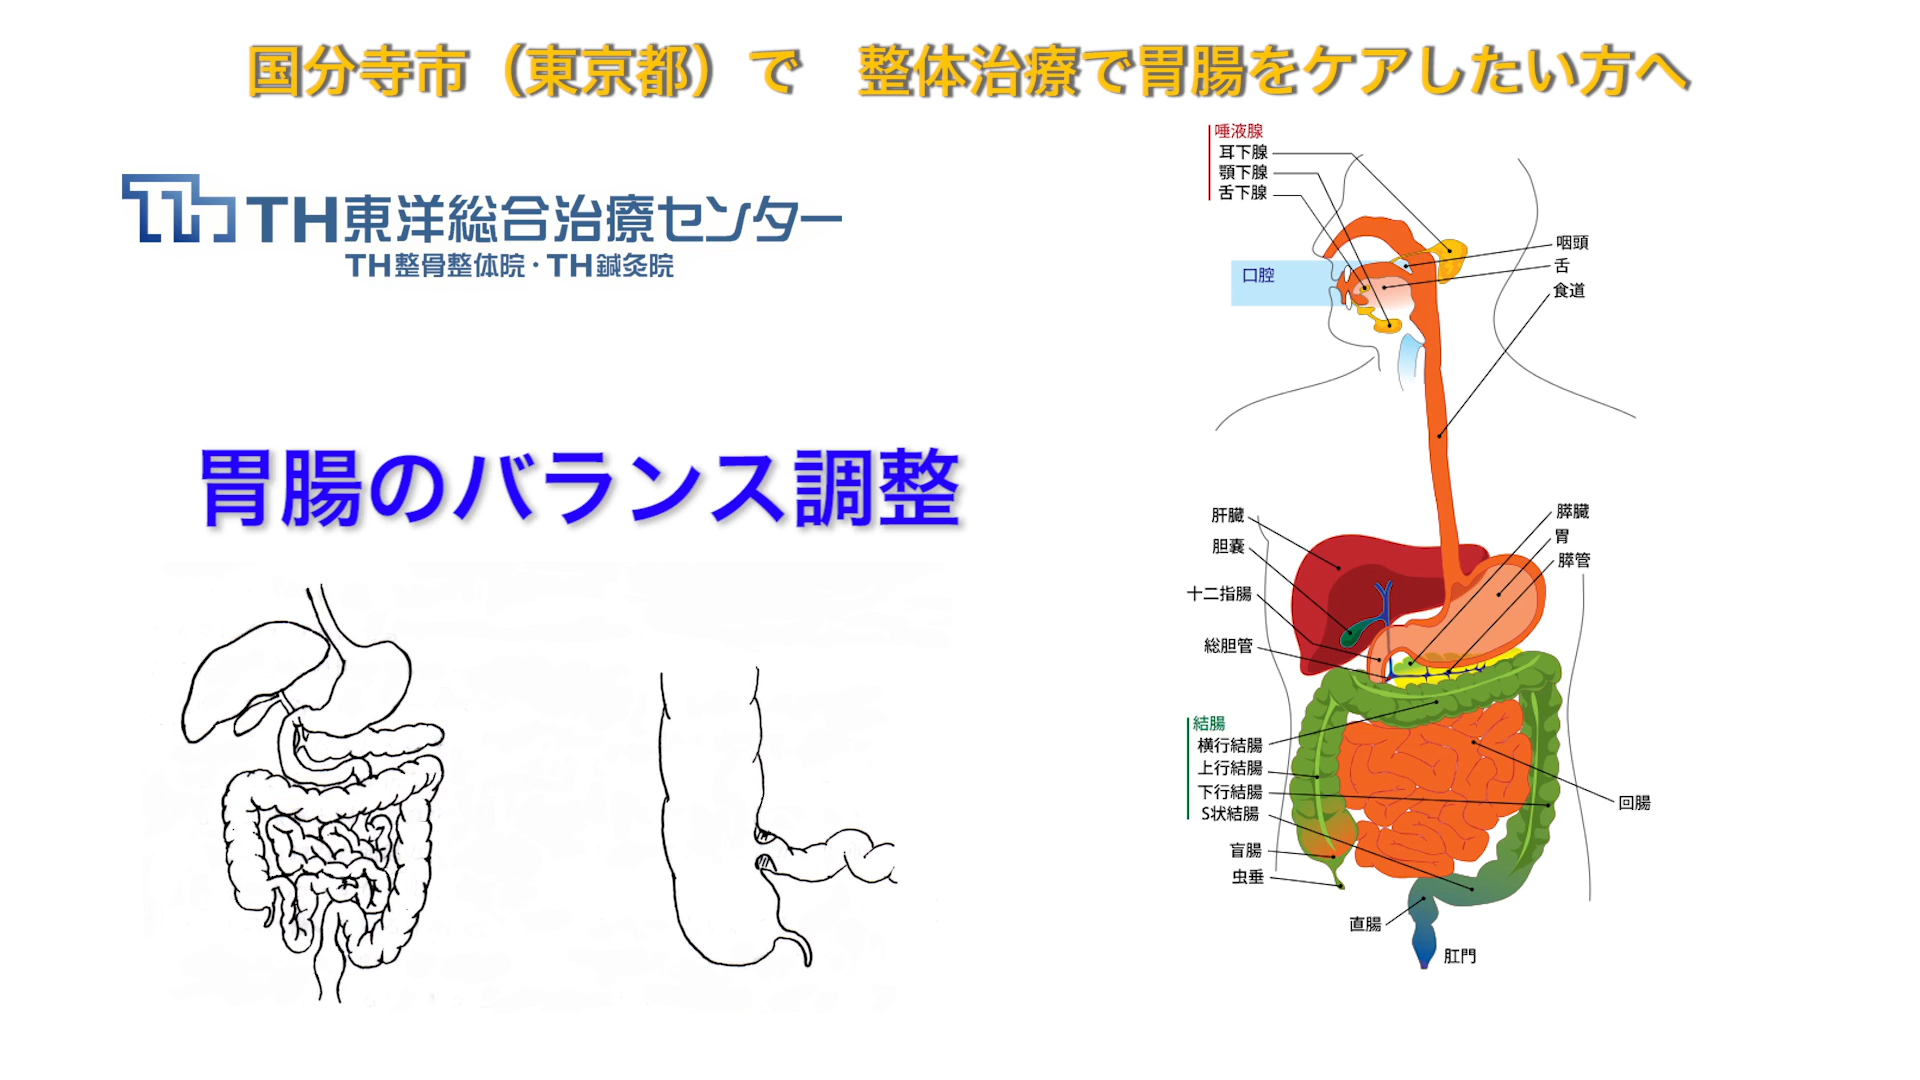 国分寺市（東京都）で　整体治療で胃腸をケアしたい方へ
TH東洋総合治療センター
TH整骨整体院・TH鍼灸院
胃腸のバランス調整
唾液腺
耳下腺
顎下腺
舌下腺
口腔
咽頭
舌
食道
肝臓
胆嚢
十二指腸
総胆管
膵臓
胃
膵管
結腸
横行結腸
上行結腸
下行結腸
S状結腸
盲腸
虫垂
回腸
直腸
肛門